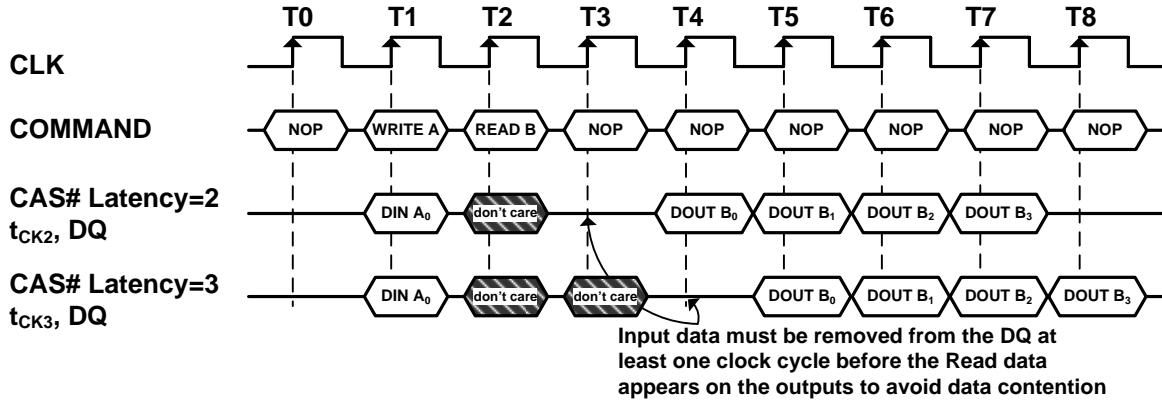 T0 T1 T2 T3 T4 T5 T6 T7 T8
CLK
COMMAND NOP WRITE A READ B NOP NOP NOP NOP NOP NOP
CAS# Latency=2
DIN A0 don't care DOUT B0 DOUT B1 DOUT B2 DOUT B3
tCK2, DQ
CAS# Latency=3
DIN A0 don't care don't care DOUT B0 DOUT B1 DOUT B2 DOUT B3
tCK3, DQ
Input data must be removed from the DQ at
least one clock cycle before the Read data
appears on the outputs to avoid data contention